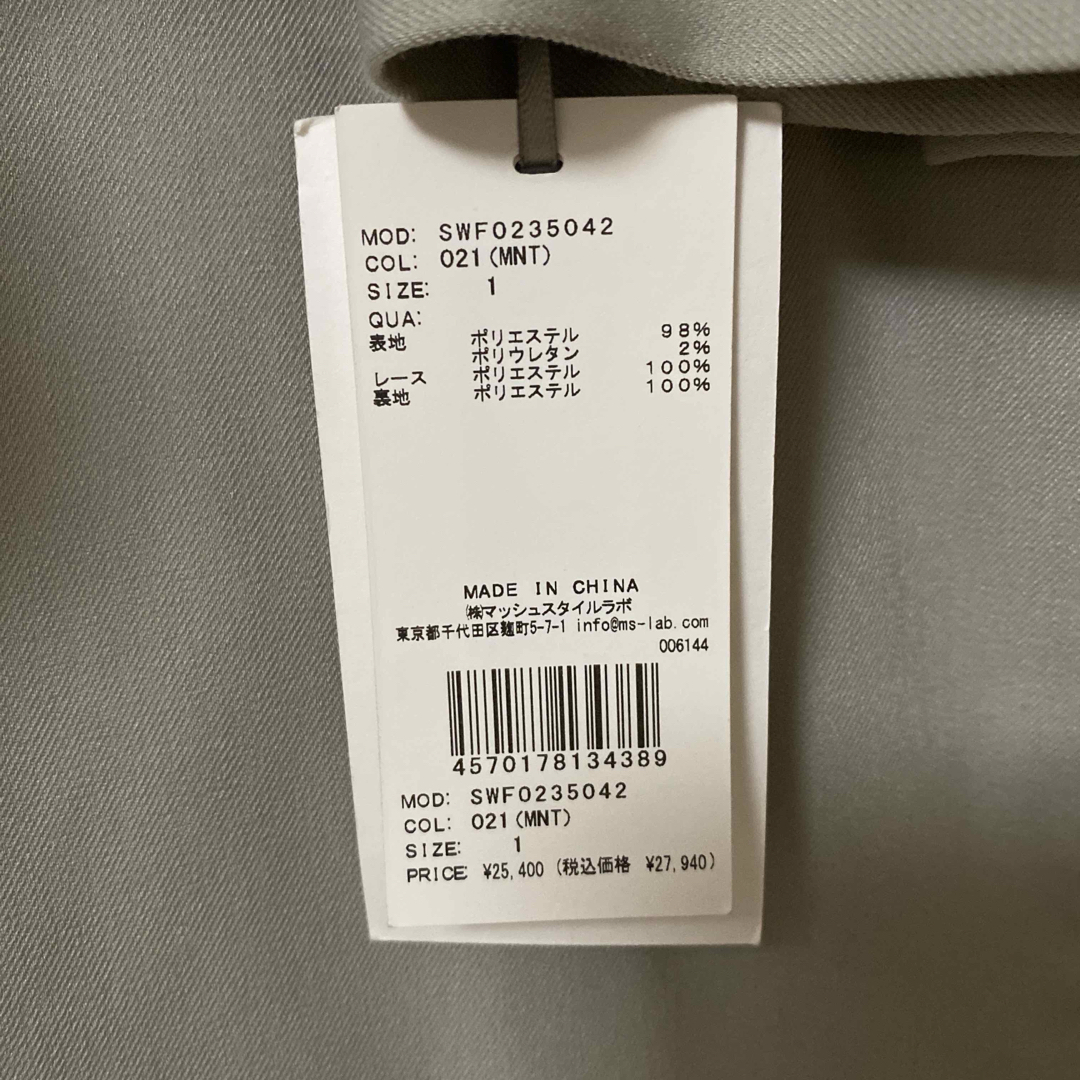 MOD: SWF0235042
COL: 021(MNT)
SIZE: 1
QUA:
表地 ポリエステル 98%
ポリウレタン 2%
レース ポリエステル 100%
裏地 ポリエステル 100%
MADE IN CHINA
㈱マッシュスタイルラボ
東京都千代田区麹町5-7-1 info@ms-lab.com
006144
4570178134389
MOD: SWF0235042
COL: 021(MNT)
SIZE: 1
PRICE: ¥25,400 (税込価格 ¥27,940)